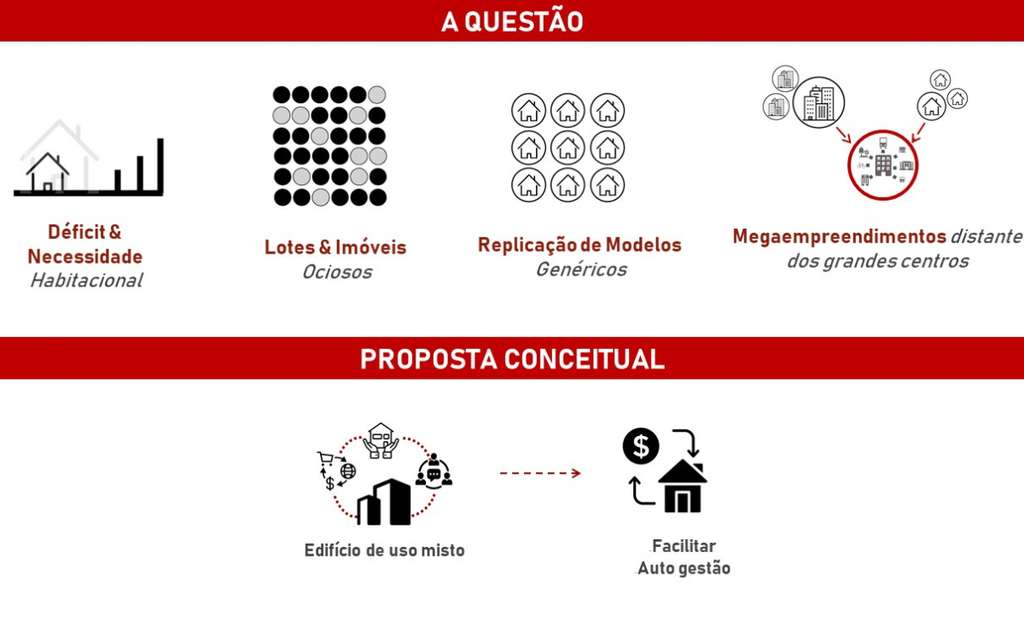 A QUESTÃO
Déficit &
Necessidade
Habitacional
Lotes & Imóveis
Ociosos
Replicação de Modelos
Genéricos
Megaempreendimentos distante
dos grandes centros
PROPOSTA CONCEITUAL
$
$
Edifício de uso misto
Facilitar
Auto gestão